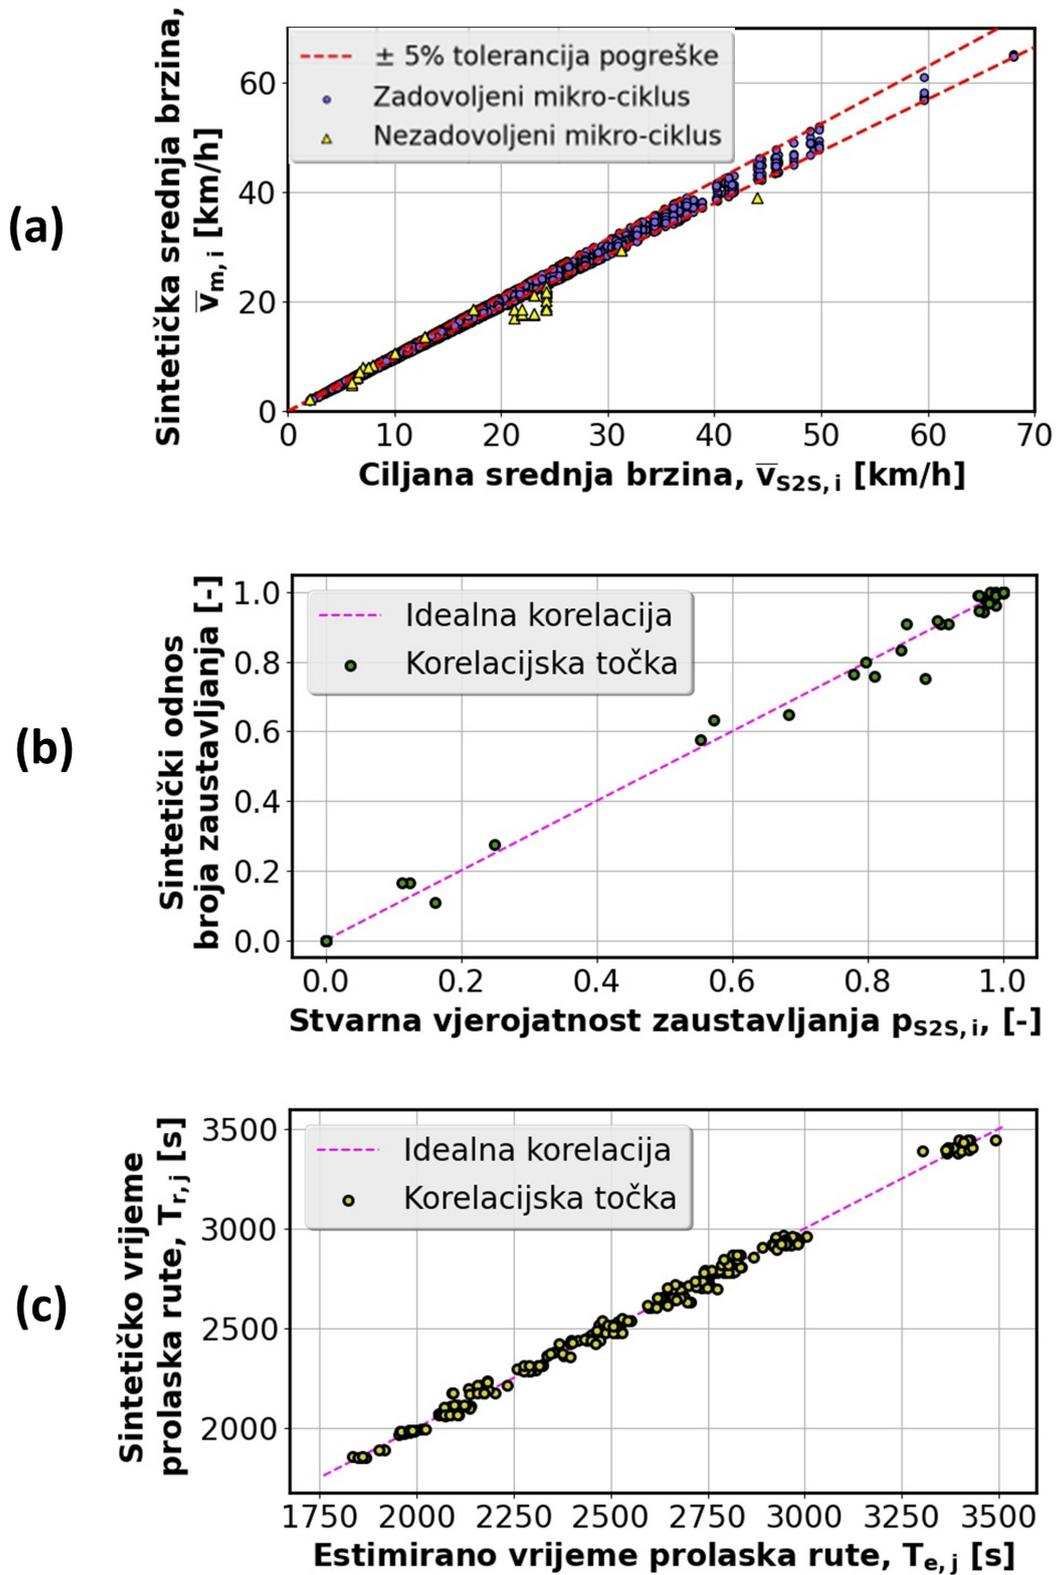 (a)
Sintetička srednja brzina,
v̅m, i [km/h]
60
40
20
0
± 5% tolerancija pogreške
Zadovoljeni mikro-ciklus
Nezadovoljeni mikro-ciklus
0 10 20 30 40 50 60 70
Ciljana srednja brzina, v̅S2S, i [km/h]
(b)
Sintetički odnos
broja zaustavljanja [-]
1.0
0.8
0.6
0.4
0.2
0.0
Idealna korelacija
Korelacijska točka
0.0 0.2 0.4 0.6 0.8 1.0
Stvarna vjerojatnost zaustavljanja pS2S, i, [-]
(c)
Sintetičko vrijeme
prolaska rute, Tr, j [s]
3500
3000
2500
2000
Idealna korelacija
Korelacijska točka
1750 2000 2250 2500 2750 3000 3250 3500
Estimirano vrijeme prolaska rute, Te, j [s]